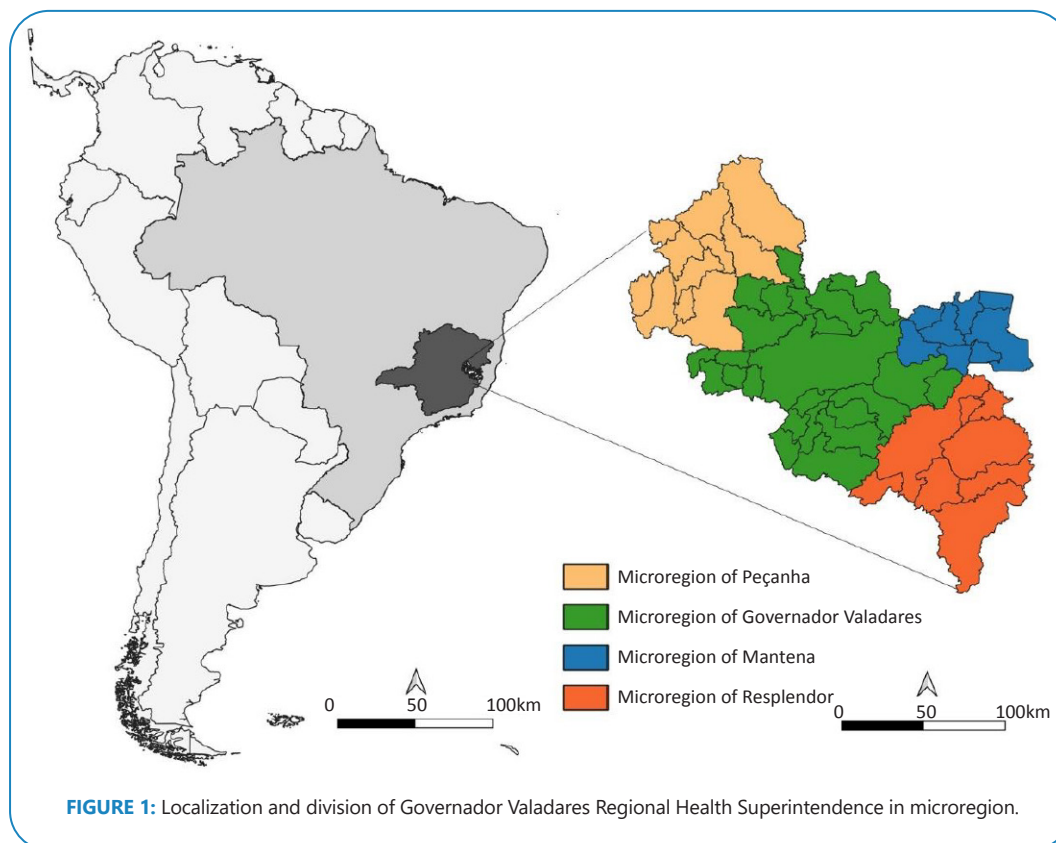 Microregion of Peçanha
Microregion of Governador Valadares
Microregion of Mantena
Microregion of Resplendor
0 50 100km
0 50 100km
FIGURE 1: Localization and division of Governador Valadares Regional Health Superintendence in microregion.